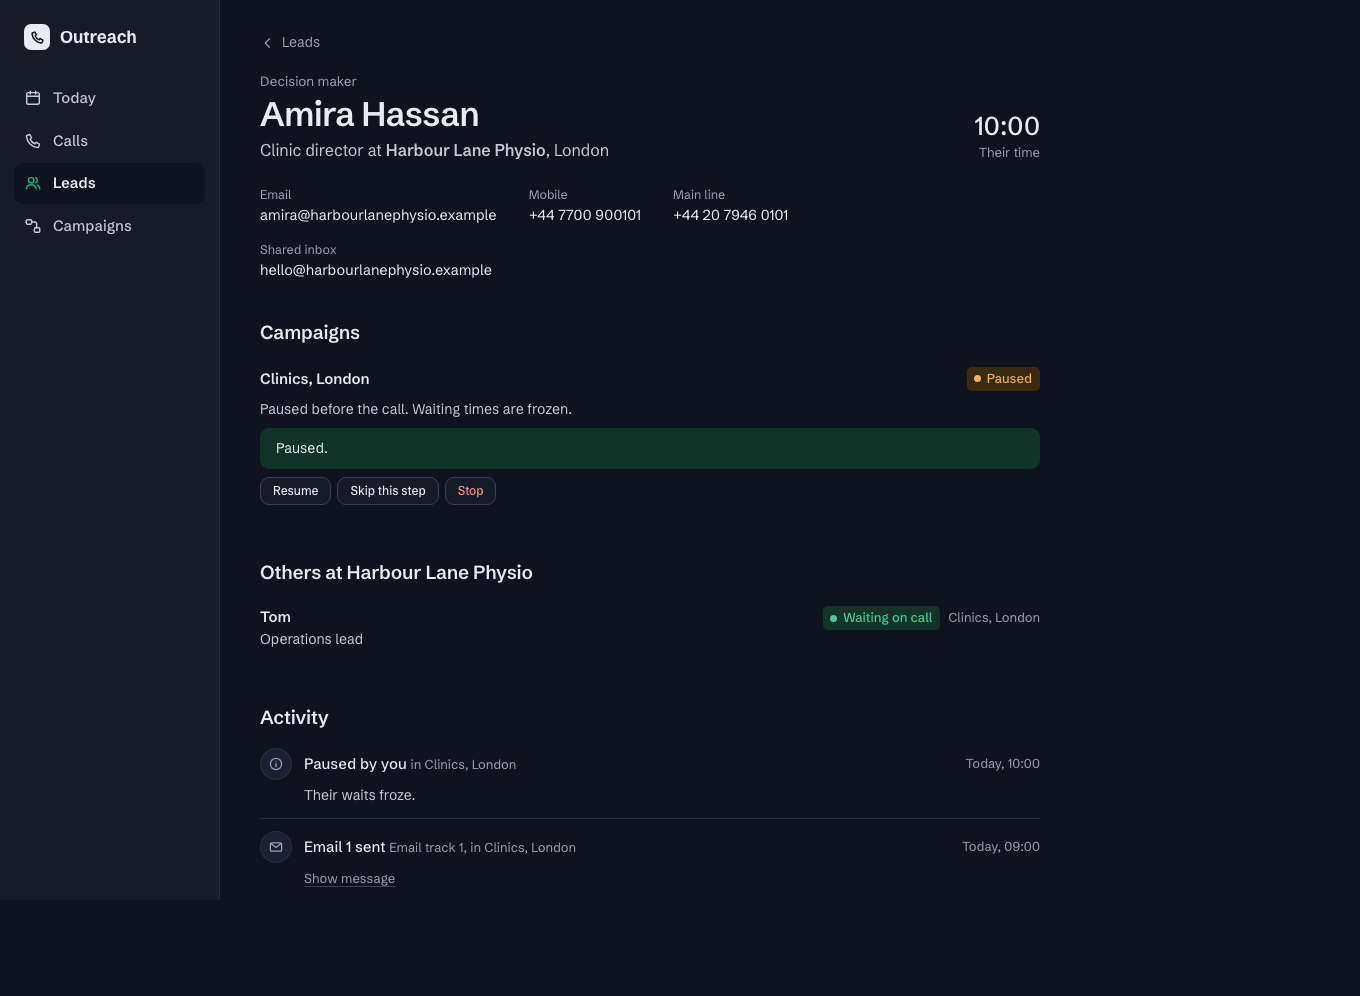 Outreach
Today
Calls
Leads
Campaigns
Leads
Decision maker
Amira Hassan
Clinic director at Harbour Lane Physio, London
10:00
Their time
Email
amira@harbourlanephysio.example
Mobile
+44 7700 900101
Main line
+44 20 7946 0101
Shared inbox
hello@harbourlanephysio.example
Campaigns
Clinics, London
Paused
Paused before the call. Waiting times are frozen.
Paused.
Resume
Skip this step
Stop
Others at Harbour Lane Physio
Tom
Waiting on call
Clinics, London
Operations lead
Activity
Paused by you in Clinics, London
Today, 10:00
Their waits froze.
Email 1 sent Email track 1, in Clinics, London
Today, 09:00
Show message